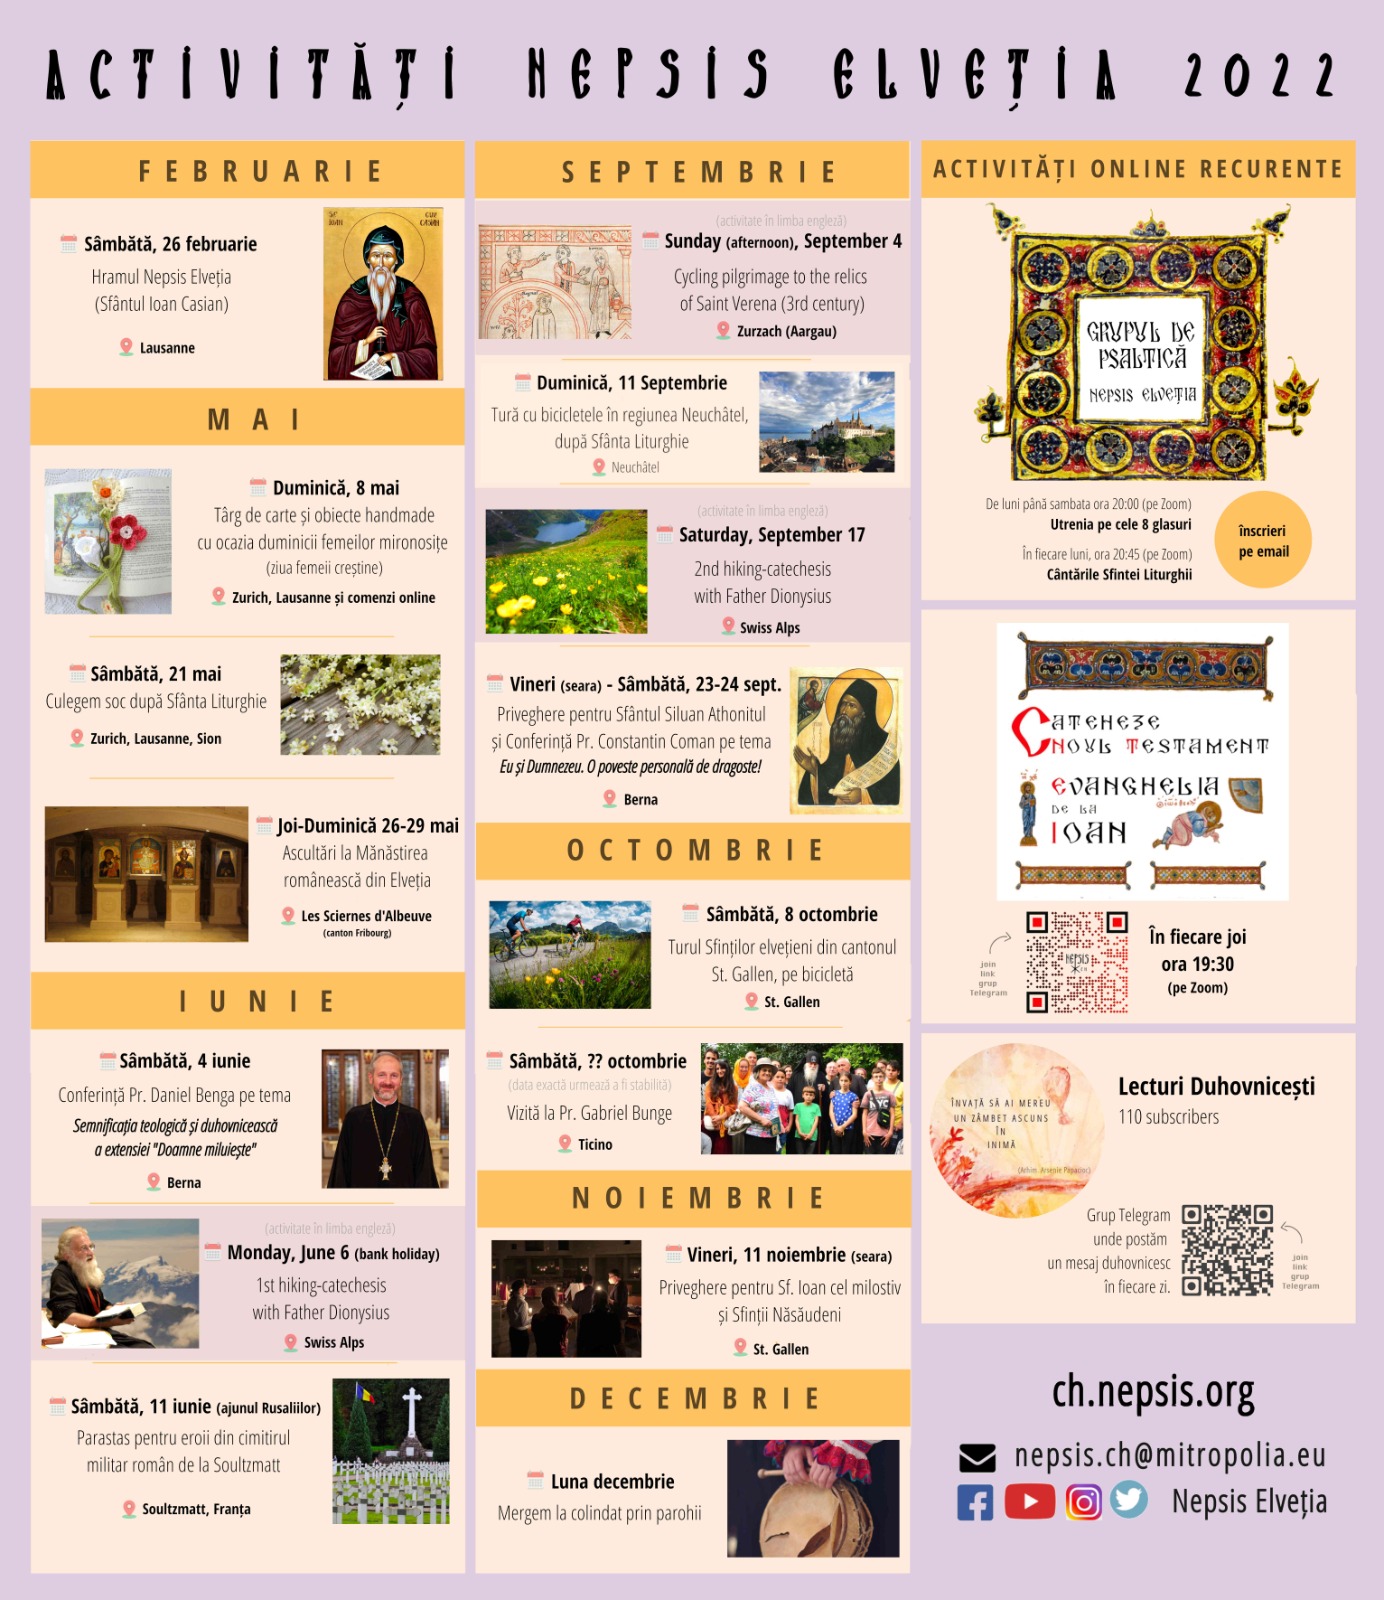 ACTIVITĂȚI NEPSIS ELVEȚIA 2022
FEBRUARIE
Sâmbătă, 26 februarie
Hramul Nepsis Elveția
(Sfântul Ioan Casian)
Lausanne
MAI
Duminică, 8 mai
Târg de carte și obiecte handmade
cu ocazia duminicii femeilor mironosițe
(ziua femeii creștine)
Zurich, Lausanne și comenzi online
Sâmbătă, 21 mai
Culegem soc după Sfânta Liturghie
Zurich, Lausanne, Sion
Joi-Duminică 26-29 mai
Ascultări la Mănăstirea
românească din Elveția
Les Sciernes d'Albeuve
(canton Fribourg)
IUNIE
Sâmbătă, 4 iunie
Conferință Pr. Daniel Benga pe tema
Semnificația teologică și duhovnicească
a extensiei "Doamne miluiește"
Berna
(activitate în limba engleză)
Monday, June 6 (bank holiday)
1st hiking-catechesis
with Father Dionysius
Swiss Alps
Sâmbătă, 11 iunie (ajunul Rusaliilor)
Parastas pentru eroii din cimitirul
militar român de la Soultzmatt
Soultzmatt, Franța
SEPTEMBRIE
(activitate în limba engleză)
Sunday (afternoon), September 4
Cycling pilgrimage to the relics
of Saint Verena (3rd century)
Zurzach (Aargau)
Duminică, 11 Septembrie
Tură cu bicicletele în regiunea Neuchâtel,
după Sfânta Liturghie
Neuchâtel
(activitate în limba engleză)
Saturday, September 17
2nd hiking-catechesis
with Father Dionysius
Swiss Alps
Vineri (seara) - Sâmbătă, 23-24 sept.
Priveghere pentru Sfântul Siluan Athonitul
și Conferință Pr. Constantin Coman pe tema
Eu și Dumnezeu. O poveste personală de dragoste!
Berna
OCTOMBRIE
Sâmbătă, 8 octombrie
Turul Sfinților elvețieni din cantonul
St. Gallen, pe bicicletă
St. Gallen
Sâmbătă, ?? octombrie
(data exactă urmează a fi stabilită)
Vizită la Pr. Gabriel Bunge
Ticino
NOIEMBRIE
Vineri, 11 noiembrie (seara)
Priveghere pentru Sf. Ioan cel milostiv
și Sfinții Năsăudeni
St. Gallen
DECEMBRIE
Luna decembrie
Mergem la colindat prin parohii
ACTIVITĂȚI ONLINE RECURENTE
GRUPUL DE
PSALTICĂ
NEPSIS ELVEȚIA
De luni până sambata ora 20:00 (pe Zoom)
Utrenia pe cele 8 glasuri
În fiecare luni, ora 20:45 (pe Zoom)
Cântările Sfintei Liturghii
înscrieri
pe email
CATEHEZE
NOUL TESTAMENT
EVANGHELIA
DE LA
IOAN
join
link
grup
Telegram
NEPSIS
În fiecare joi
ora 19:30
(pe Zoom)
ÎNVAȚĂ SĂ AI MEREU
UN ZÂMBET ASCUNS
ÎN
INIMĂ
(Arhim. Arsenie Papacioc)
Lecturi Duhovnicești
110 subscribers
Grup Telegram
unde postăm
un mesaj duhovnicesc
în fiecare zi.
join
link
grup
Telegram
ch.nepsis.org
nepsis.ch@mitropolia.eu
Nepsis Elveția